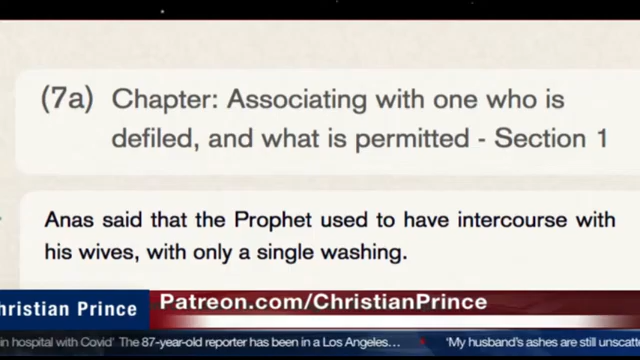 (7a) Chapter: Associating with one who is
defiled, and what is permitted - Section 1
Anas said that the Prophet used to have intercourse with
his wives, with only a single washing.
hristian Prince
Patreon.com/ChristianPrince
in hospital with Covid' The 87-year-old reporter has been in a Los Angeles... 'My husband's ashes are still unscatt